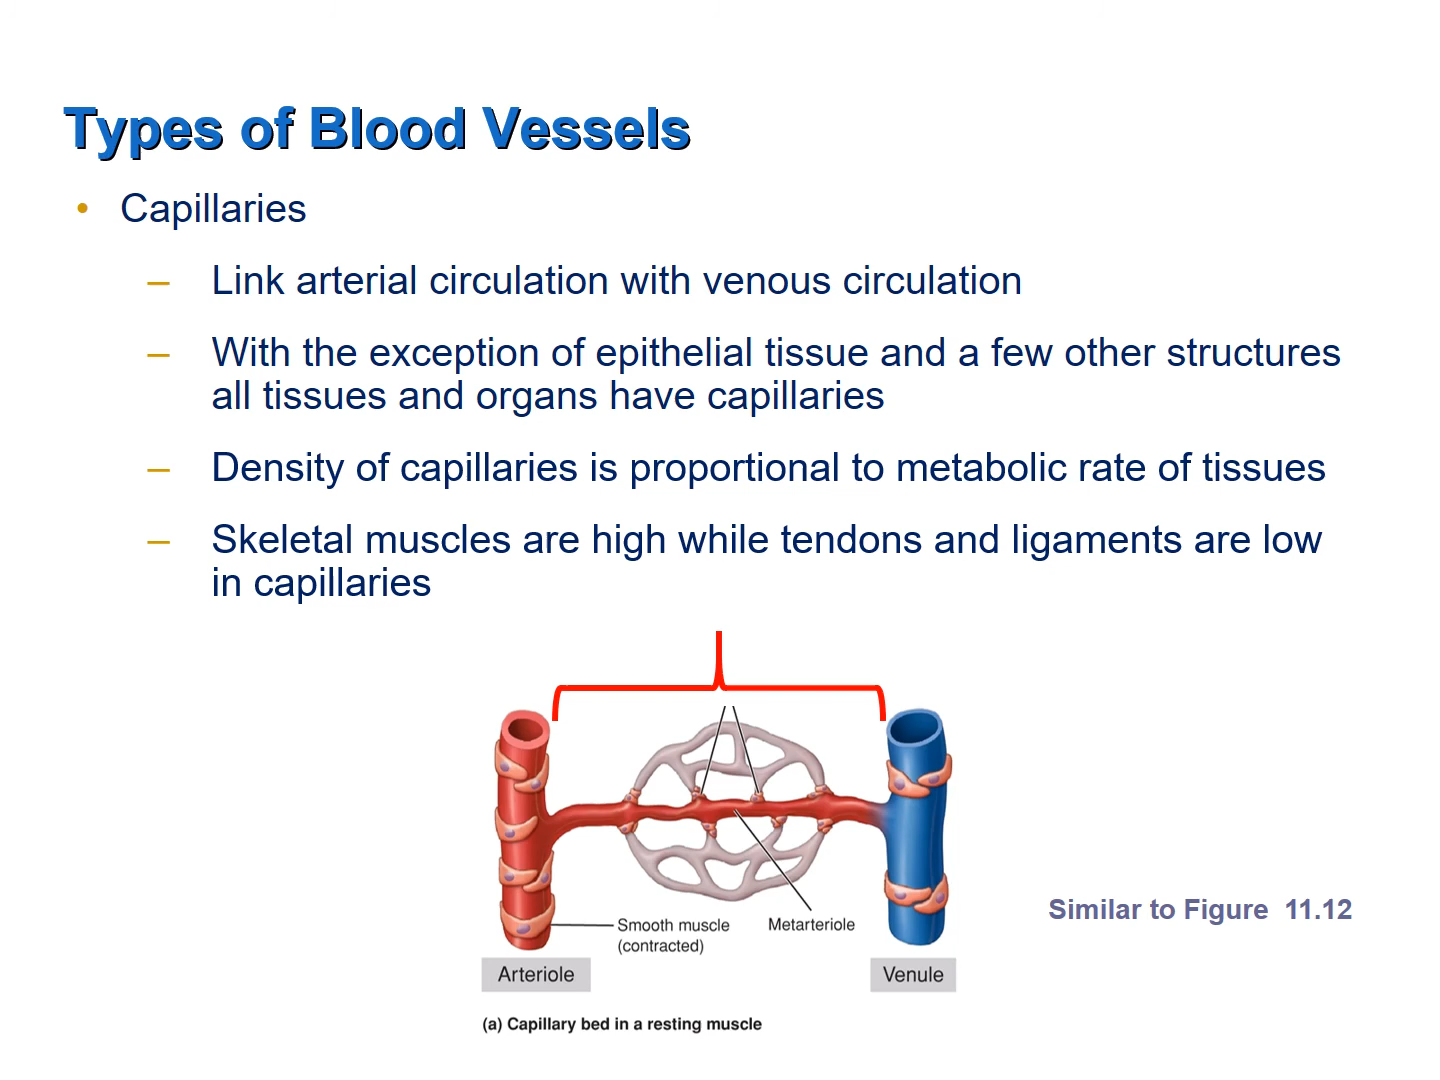 Types of Blood Vessels
• Capillaries
– Link arterial circulation with venous circulation
– With the exception of epithelial tissue and a few other structures
all tissues and organs have capillaries
– Density of capillaries is proportional to metabolic rate of tissues
– Skeletal muscles are high while tendons and ligaments are low
in capillaries
Smooth muscle
(contracted)
Metarteriole
Similar to Figure 11.12
Arteriole
Venule
(a) Capillary bed in a resting muscle